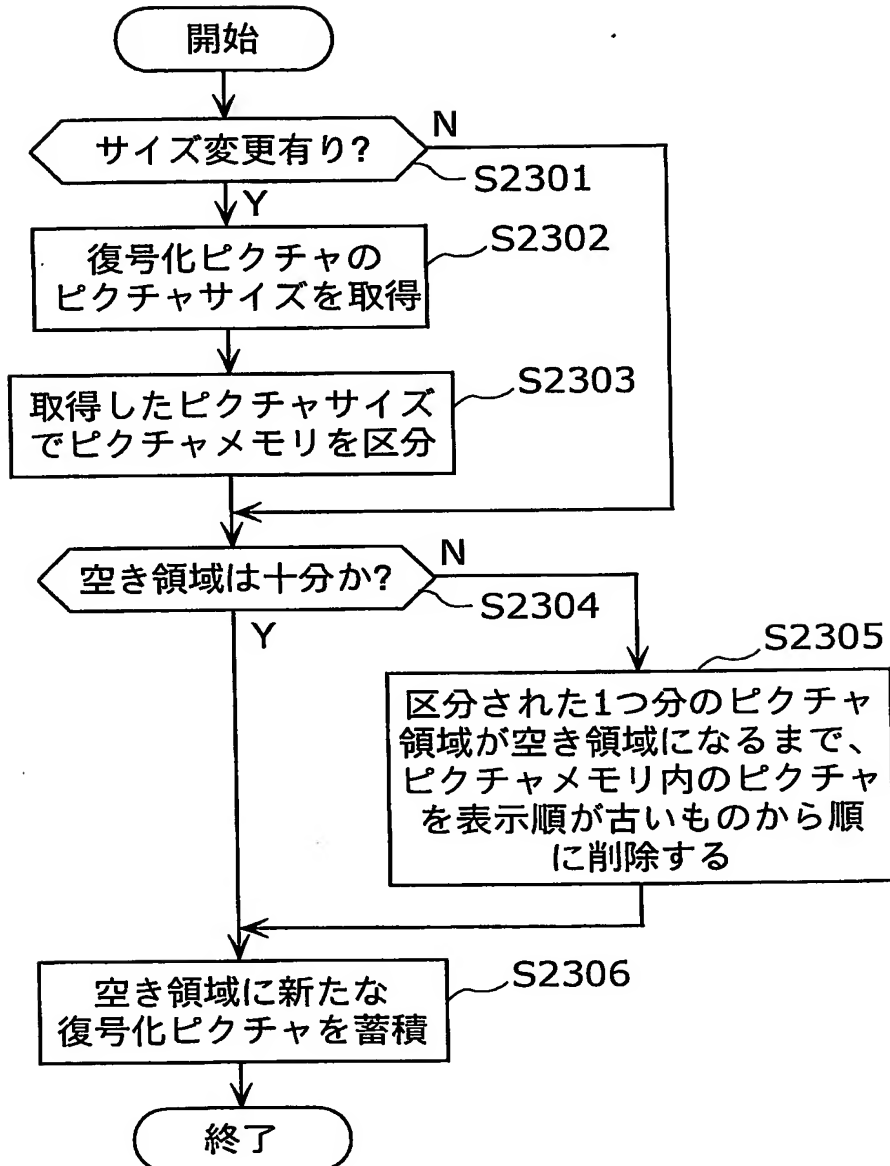 開始
サイズ変更有り?
N
S2301
Y
復号化ピクチャの
ピクチャサイズを取得
S2302
取得したピクチャサイズ
でピクチャメモリを区分
S2303
空き領域は十分か?
N
S2304
Y
S2305
区分された1つ分のピクチャ
領域が空き領域になるまで、
ピクチャメモリ内のピクチャ
を表示順が古いものから順
に削除する
空き領域に新たな
復号化ピクチャを蓄積
S2306
終了